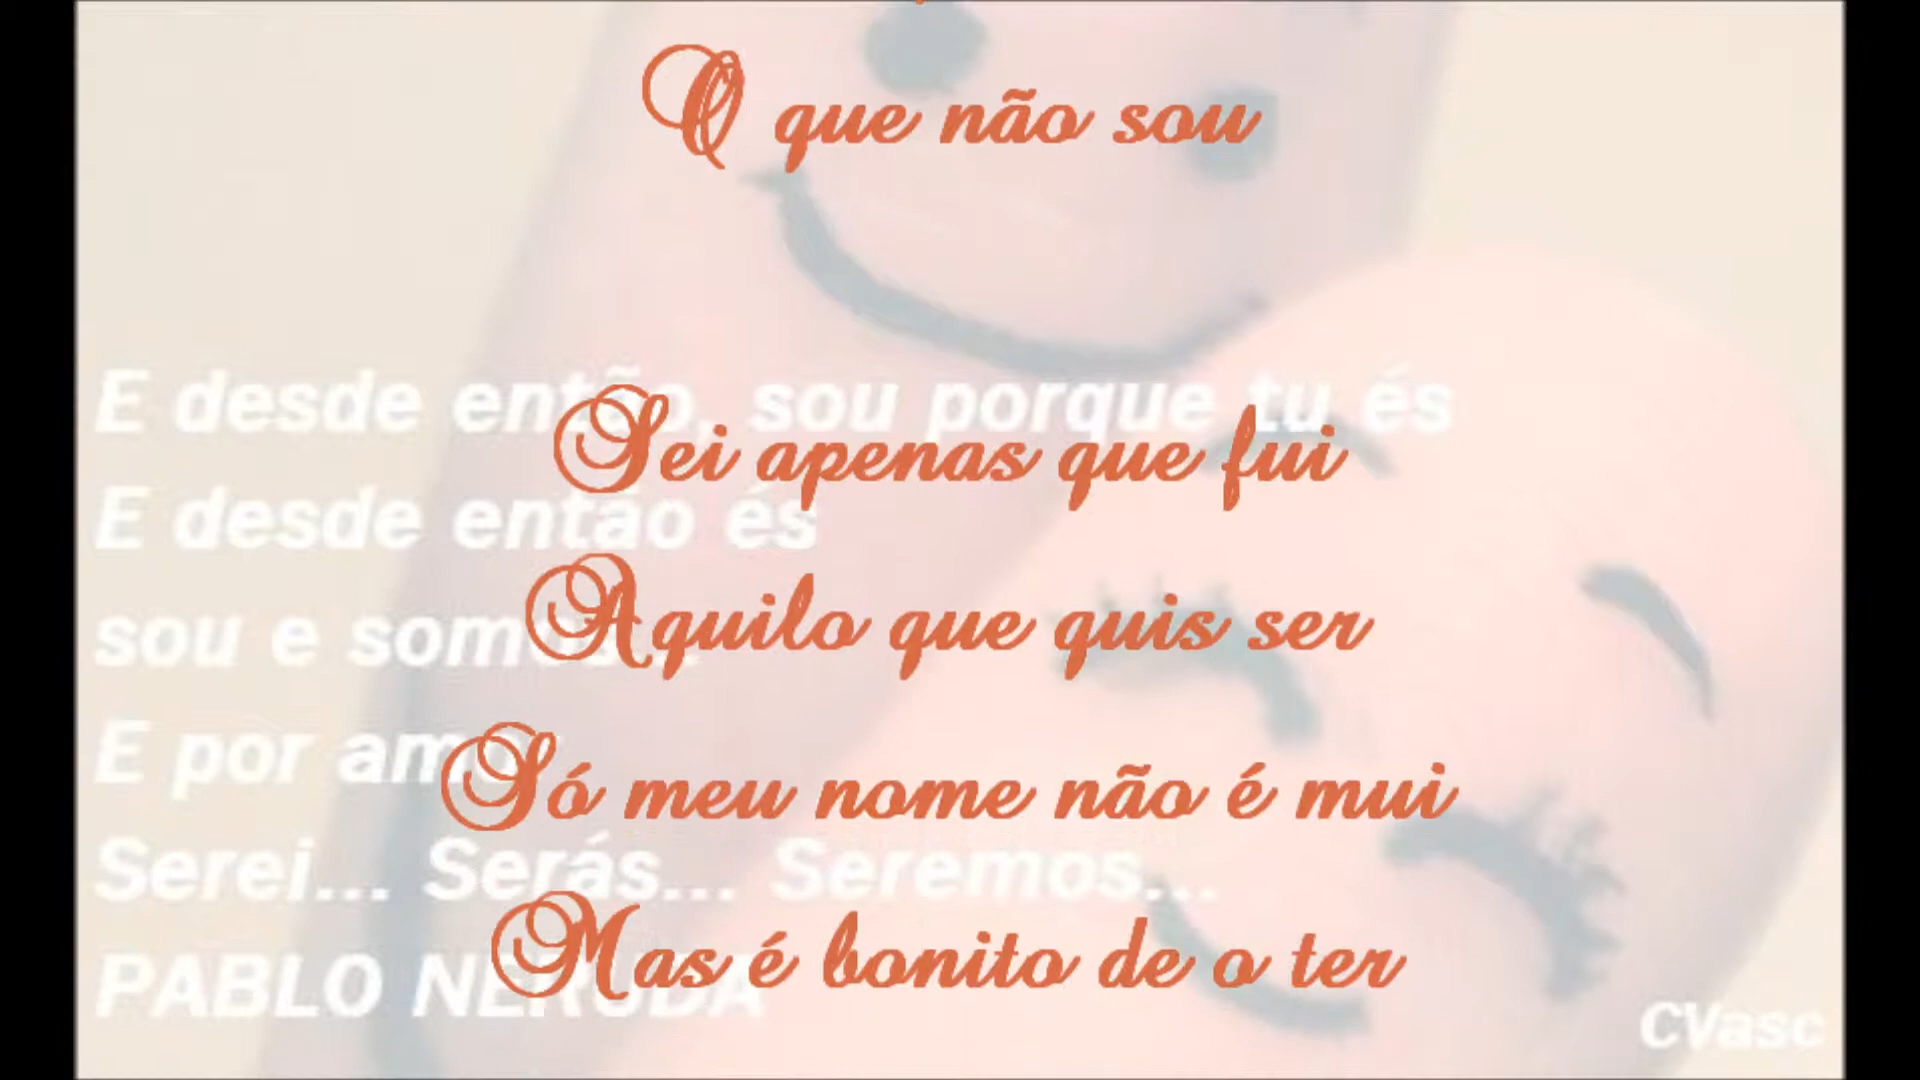 O que não sou
E desde então, sou porque tu és
Sei apenas que fui
E desde então és
Aquilo que quis ser
sou e somos...
E por amor
Só meu nome não é mui
Serei... Serás... Seremos...
Mas é bonito de o ter
PABLO NERUDA
CVasc